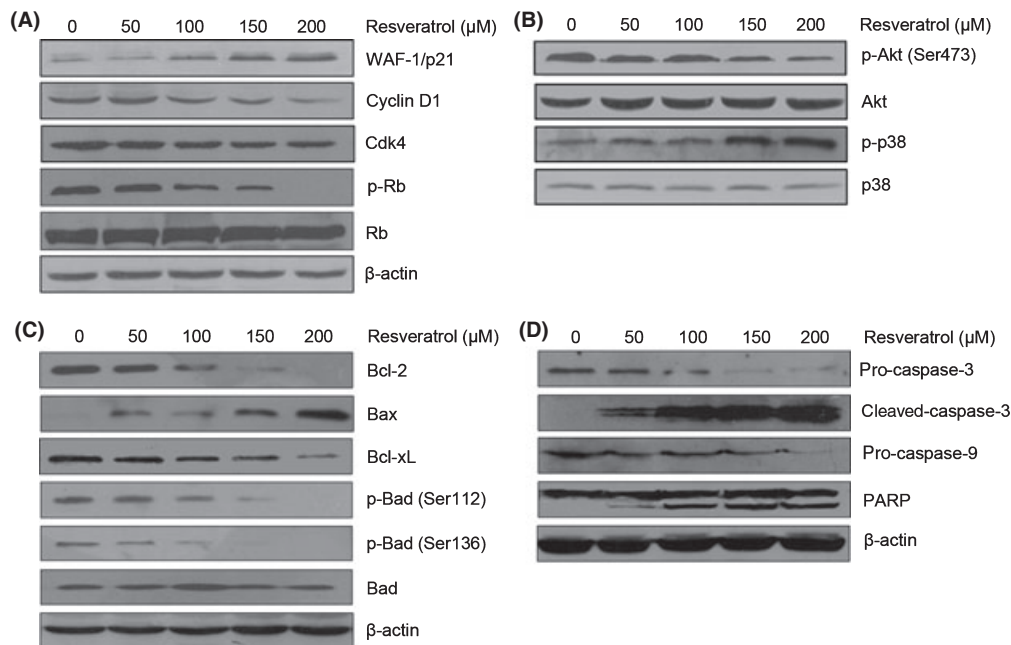 (A) 0 50 100 150 200 Resveratrol (µM)
WAF-1/p21
Cyclin D1
Cdk4
p-Rb
Rb
β-actin
(B) 0 50 100 150 200 Resveratrol (µM)
p-Akt (Ser473)
Akt
p-p38
p38
(C) 0 50 100 150 200 Resveratrol (µM)
Bcl-2
Bax
Bcl-xL
p-Bad (Ser112)
p-Bad (Ser136)
Bad
β-actin
(D) 0 50 100 150 200 Resveratrol (µM)
Pro-caspase-3
Cleaved-caspase-3
Pro-caspase-9
PARP
β-actin